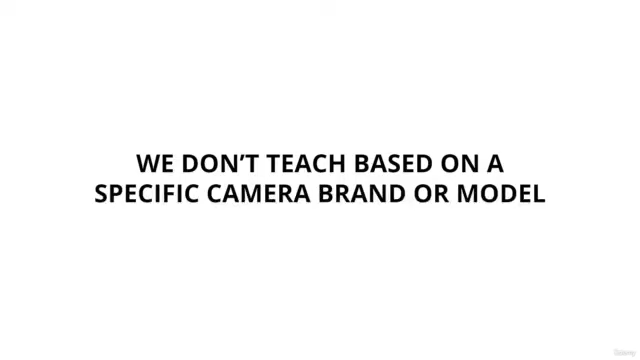 WE DON'T TEACH BASED ON A
SPECIFIC CAMERA BRAND OR MODEL